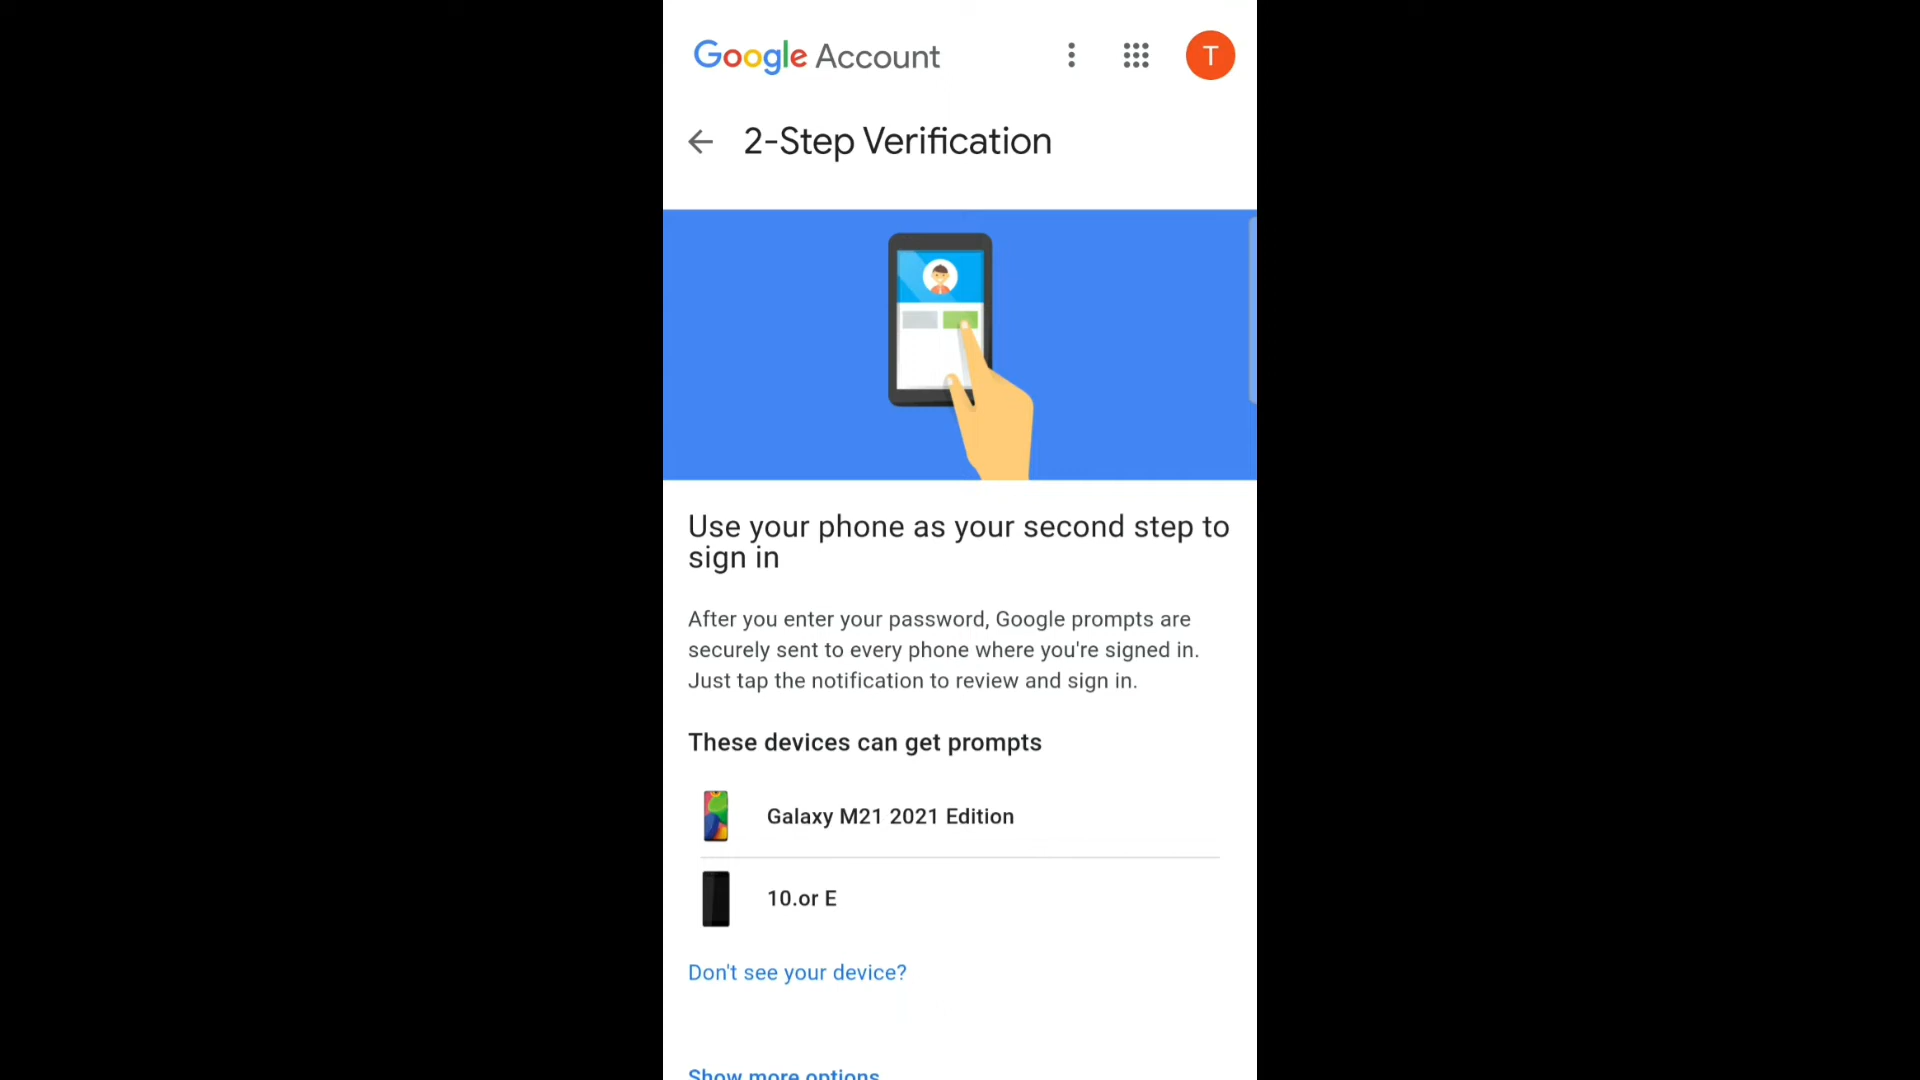 Google Account
T
2-Step Verification
Use your phone as your second step to
sign in
After you enter your password, Google prompts are
securely sent to every phone where you're signed in.
Just tap the notification to review and sign in.
These devices can get prompts
Galaxy M21 2021 Edition
10.or E
Don't see your device?
Show more options